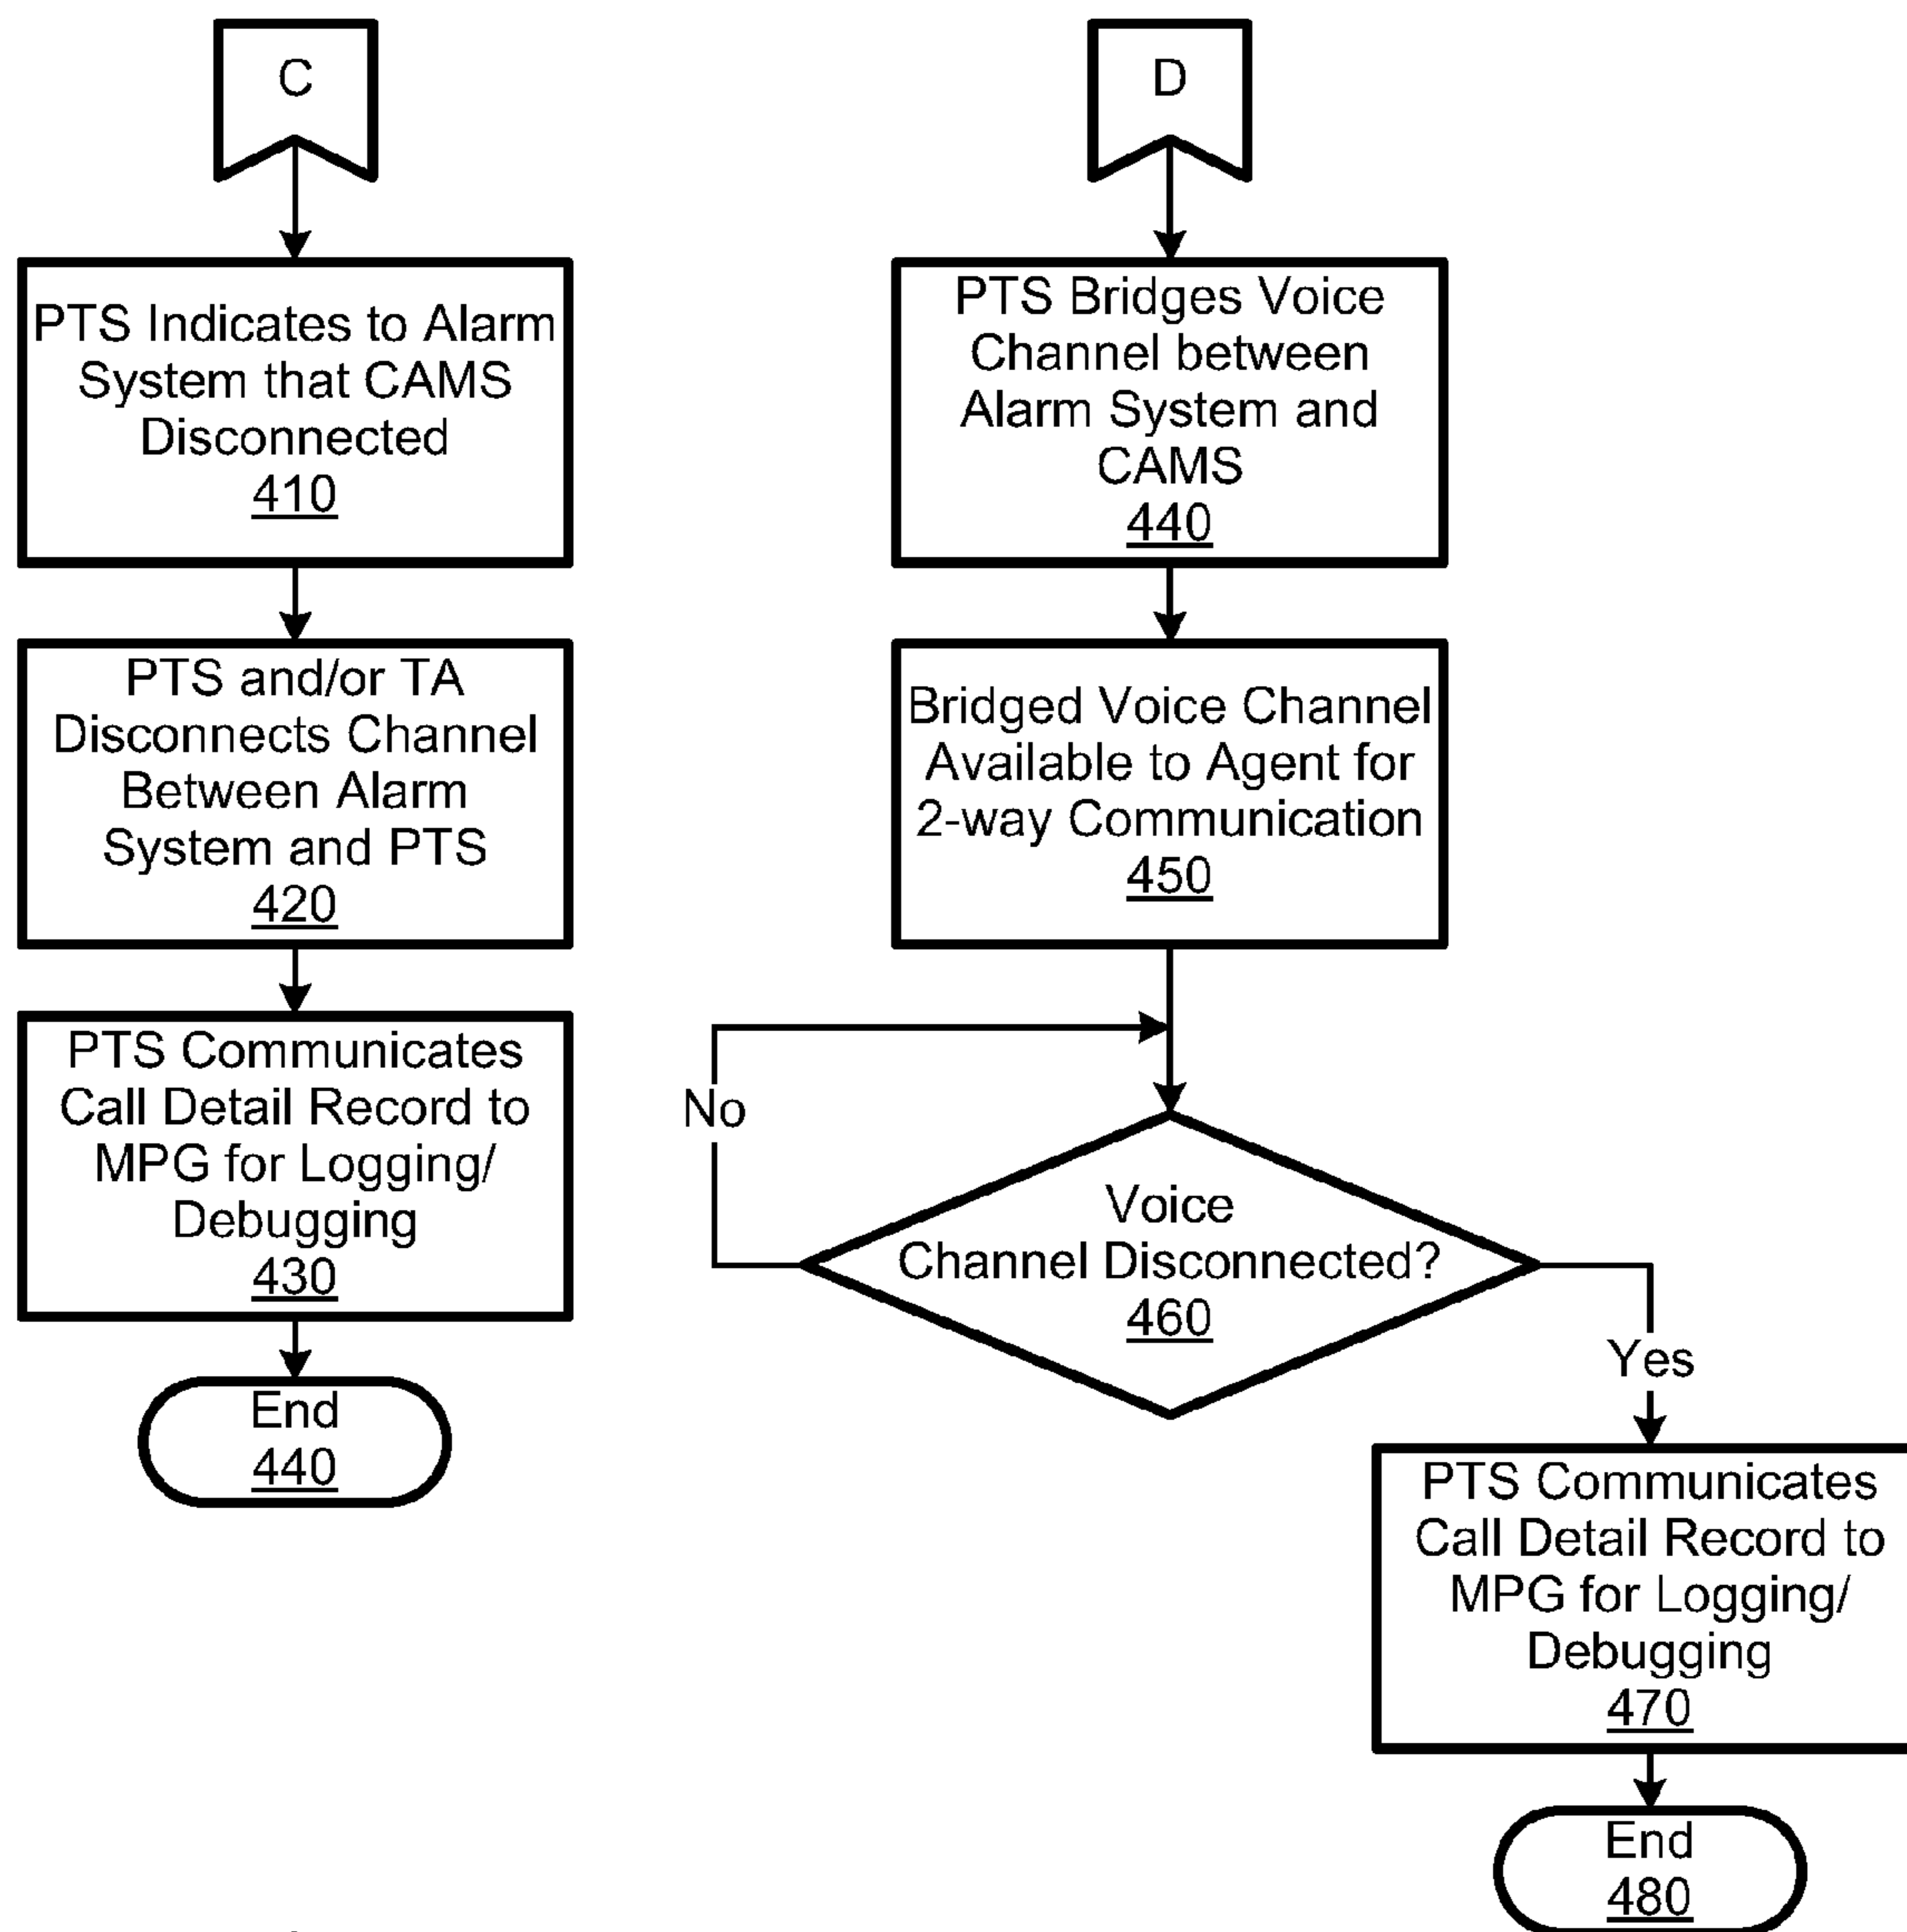 C
PTS Indicates to Alarm
System that CAMS
Disconnected
410
PTS and/or TA
Disconnects Channel
Between Alarm
System and PTS
420
PTS Communicates
Call Detail Record to
MPG for Logging/
Debugging
430
End
440
D
PTS Bridges Voice
Channel between
Alarm System and
CAMS
440
Bridged Voice Channel
Available to Agent for
2-way Communication
450
No
Voice
Channel Disconnected?
460
Yes
PTS Communicates
Call Detail Record to
MPG for Logging/
Debugging
470
End
480